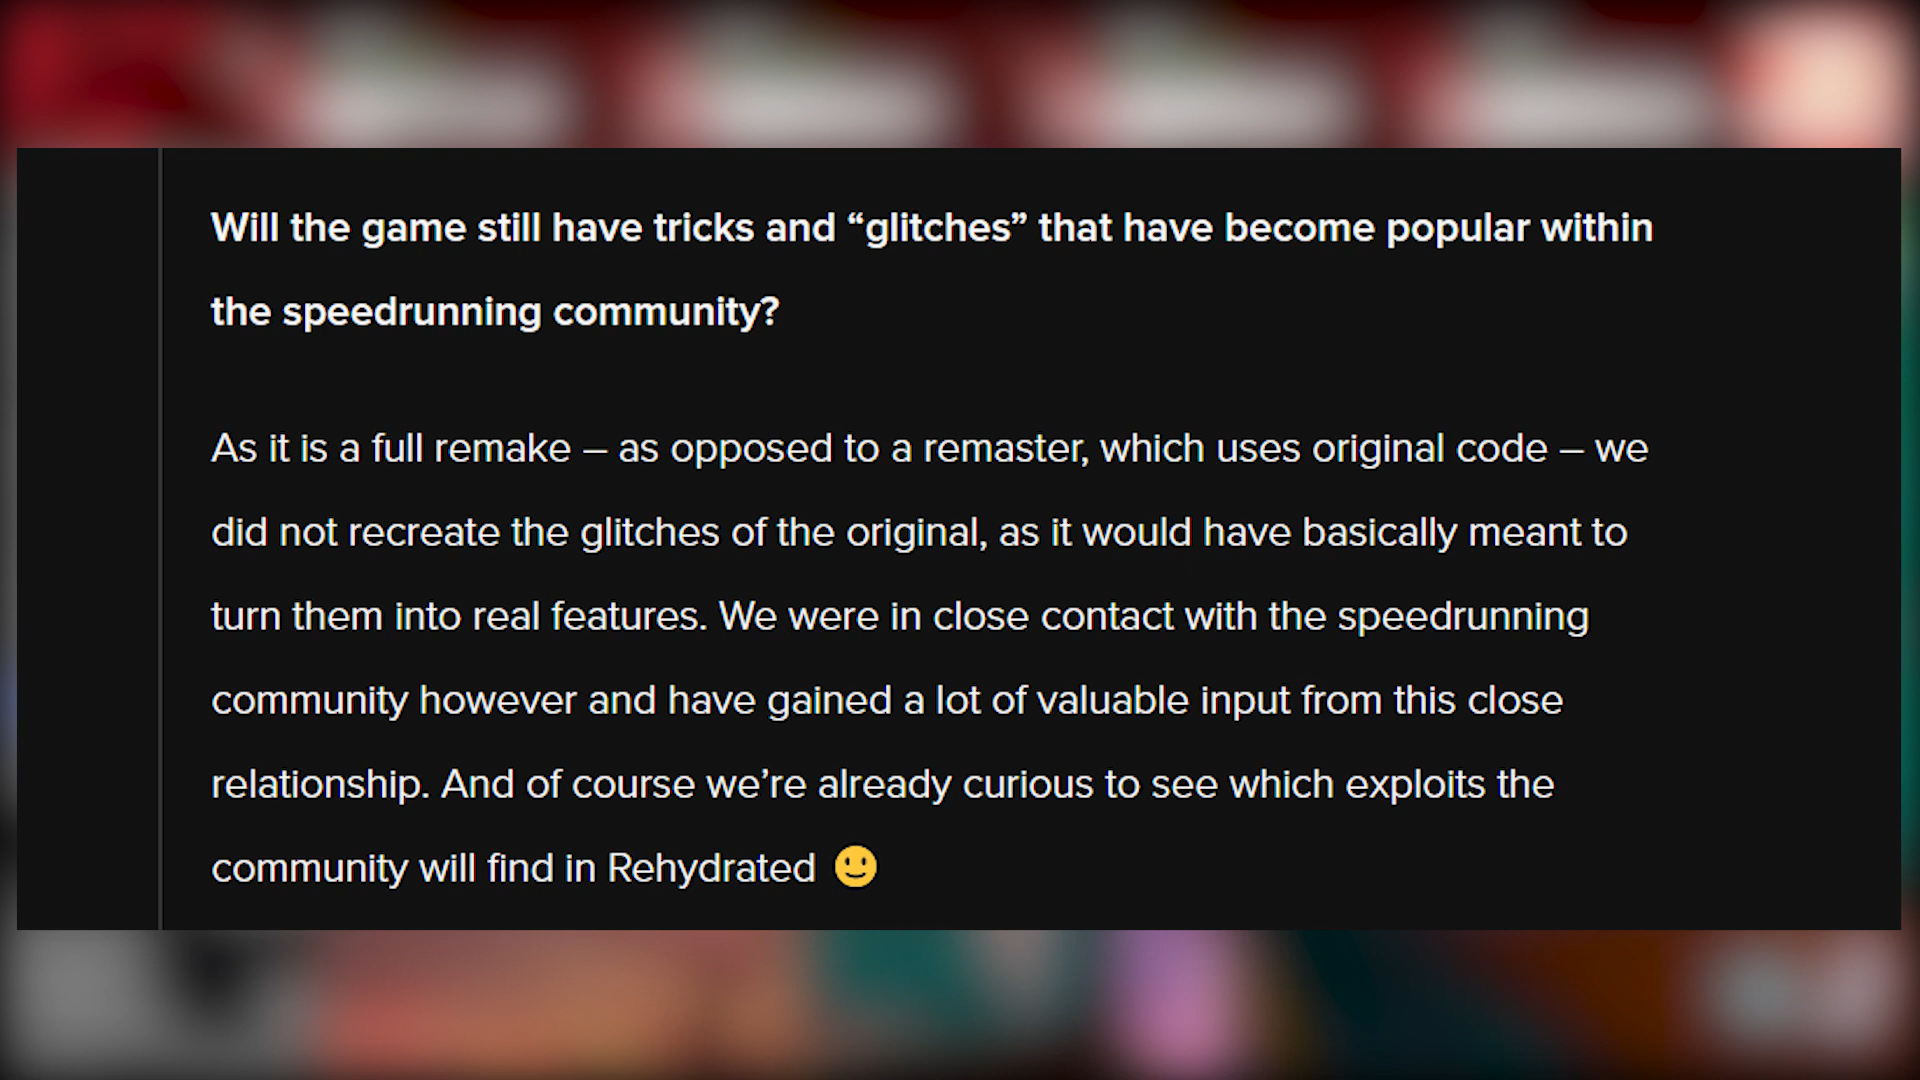 Will the game still have tricks and “glitches” that have become popular within
the speedrunning community?
As it is a full remake – as opposed to a remaster, which uses original code – we
did not recreate the glitches of the original, as it would have basically meant to
turn them into real features. We were in close contact with the speedrunning
community however and have gained a lot of valuable input from this close
relationship. And of course we’re already curious to see which exploits the
community will find in Rehydrated 🙂